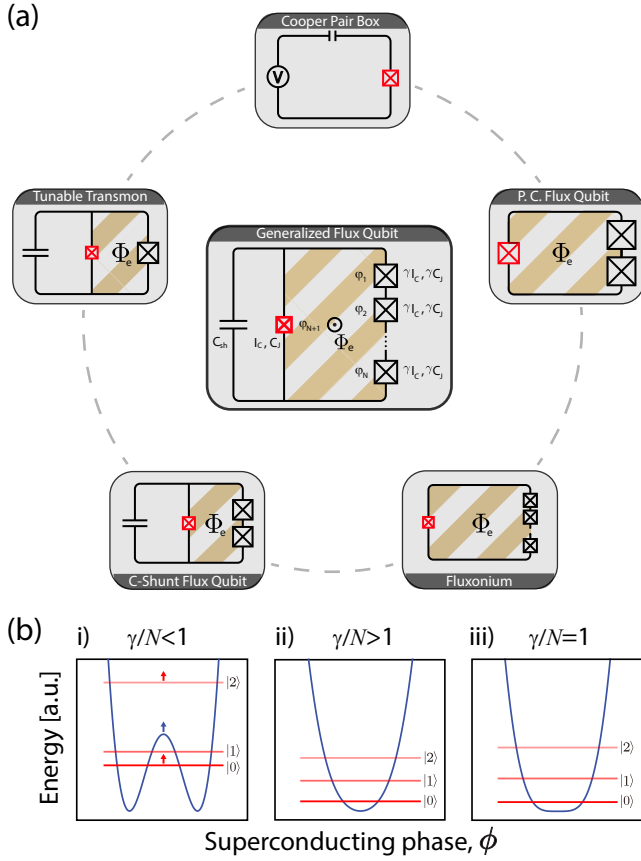 (a)
Cooper Pair Box
V
Tunable Transmon
Φe
P. C. Flux Qubit
Φe
Generalized Flux Qubit
φ1 γIC, γCJ
φ2 γIC, γCJ
φN+1
Φe
Csh IC, CJ
φN γIC, γCJ
Φe
C-Shunt Flux Qubit
Φe
Fluxonium
(b)
i) γ/N<1
ii) γ/N>1
iii) γ/N=1
Energy [a.u.]
|2⟩
|1⟩
|0⟩
|2⟩
|1⟩
|0⟩
|2⟩
|1⟩
|0⟩
Superconducting phase, ϕ